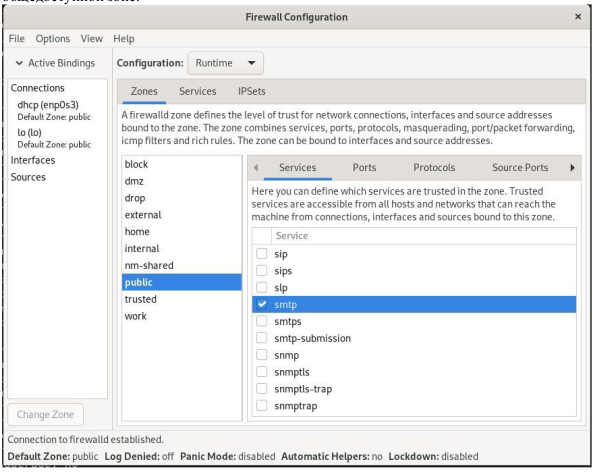 общедоступной зоне.
Firewall Configuration ×
File Options View Help
Active Bindings
Configuration: Runtime
Connections
dhcp (enp0s3)
Default Zone: public
lo (lo)
Default Zone: public
Interfaces
Sources
Change Zone
Zones Services IPSets
A firewalld zone defines the level of trust for network connections, interfaces and source addresses
bound to the zone. The zone combines services, ports, protocols, masquerading, port/packet forwarding,
icmp filters and rich rules. The zone can be bound to interfaces and source addresses.
block
dmz
drop
external
home
internal
nm-shared
public
trusted
work
Services Ports Protocols Source Ports
Here you can define which services are trusted in the zone. Trusted
services are accessible from all hosts and networks that can reach the
machine from connections, interfaces and sources bound to this zone.
Service
sip
sips
slp
smtp
smtps
smtp-submission
snmp
snmptls
snmptls-trap
snmptrap
Connection to firewalld established.
Default Zone: public Log Denied: off Panic Mode: disabled Automatic Helpers: no Lockdown: disabled